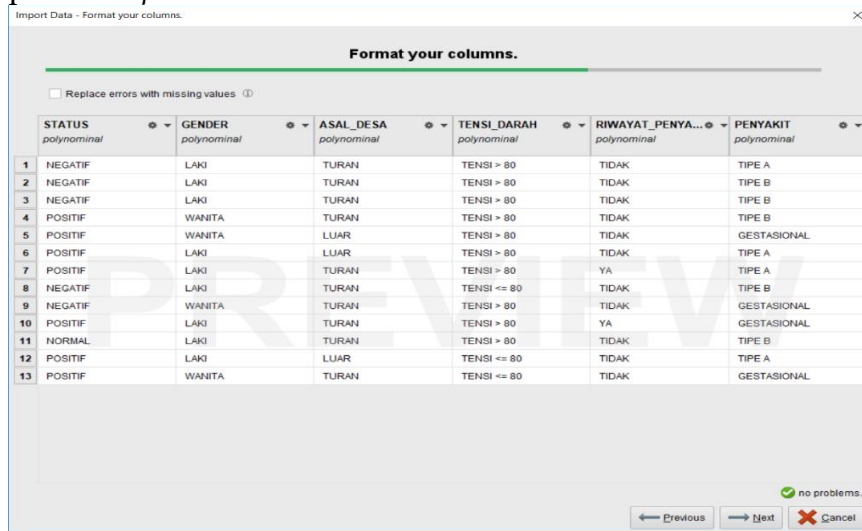 Import Data - Format your columns.
Format your columns.
Replace errors with missing values
STATUS GENDER ASAL_DESA TENSI_DARAH RIWAYAT_PENYA... PENYAKIT
polynominal polynominal polynominal polynominal polynominal polynominal
1 NEGATIF LAKI TURAN TENSI > 80 TIDAK TIPE A
2 NEGATIF LAKI TURAN TENSI > 80 TIDAK TIPE B
3 NEGATIF LAKI TURAN TENSI > 80 TIDAK TIPE B
4 POSITIF WANITA TURAN TENSI > 80 TIDAK TIPE B
5 POSITIF WANITA LUAR TENSI > 80 TIDAK GESTASIONAL
6 POSITIF LAKI LUAR TENSI > 80 TIDAK TIPE A
7 POSITIF LAKI TURAN TENSI > 80 YA TIPE A
8 NEGATIF LAKI TURAN TENSI <= 80 TIDAK TIPE B
9 NEGATIF WANITA TURAN TENSI > 80 TIDAK GESTASIONAL
10 POSITIF LAKI TURAN TENSI > 80 YA GESTASIONAL
11 NORMAL LAKI TURAN TENSI > 80 TIDAK TIPE B
12 POSITIF LAKI LUAR TENSI <= 80 TIDAK TIPE A
13 POSITIF WANITA TURAN TENSI <= 80 TIDAK GESTASIONAL
PREVIEW
no problems.
Previous Next Cancel